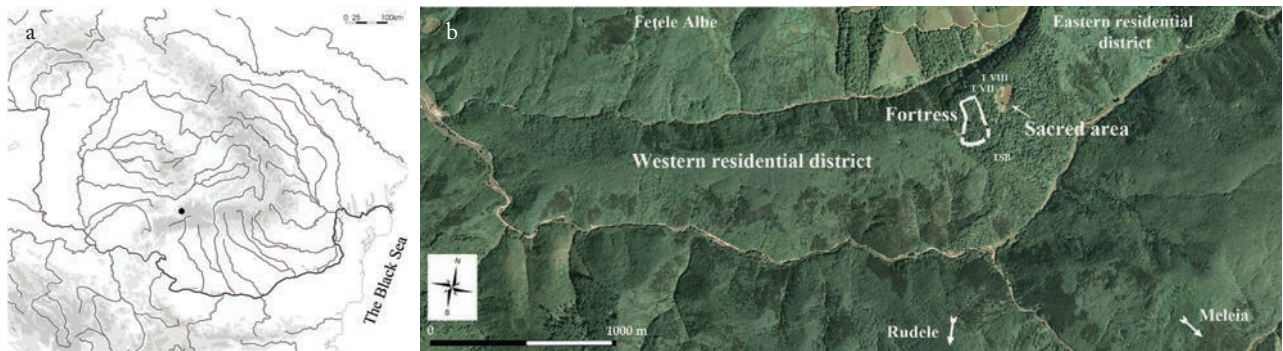 a
0 25 100km
The Black Sea
b
Feţele Albe
Eastern residential
district
T VIII
T VII
Fortress
Sacred area
Western residential district
TSB
N
S
0 1000 m
Rudele
Meleia